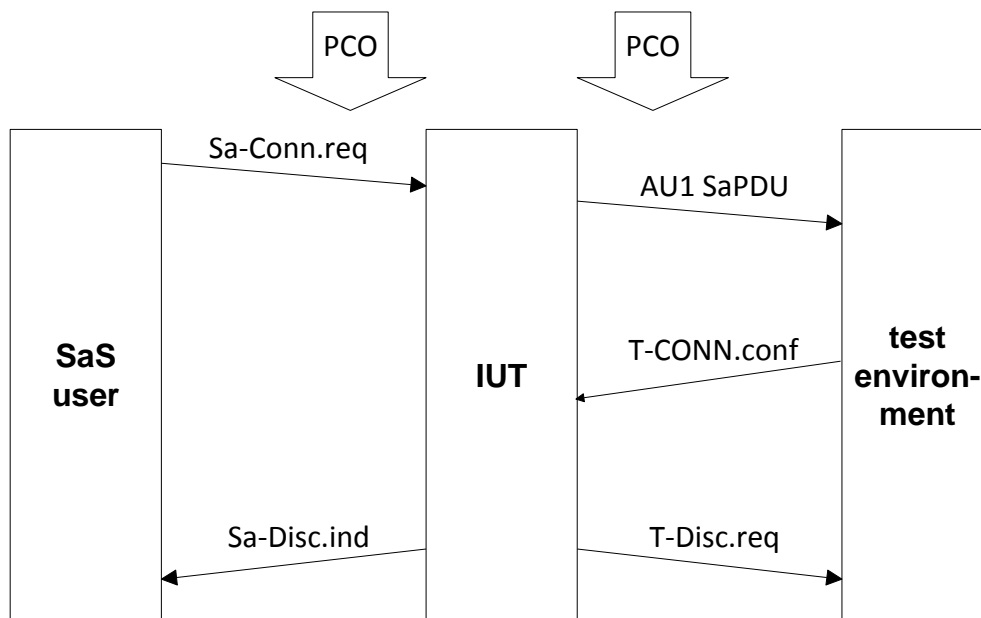 PCO
PCO
Sa-Conn.req
AU1 SaPDU
SaS
user
IUT
T-CONN.conf
test
environ-
ment
Sa-Disc.ind
T-Disc.req